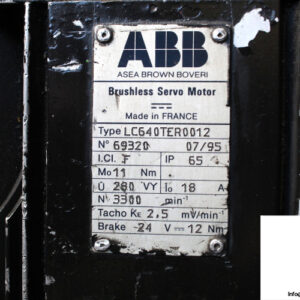 ABB
ASEA BROWN BOVERI
Brushless Servo Motor
Made in FRANCE
Type LC640TER0012
N° 69320 07/95
I.Cl. F IP 65
Mo 11 Nm
Û 280 VY Io 18 A
N̂ 3300 min⁻¹
Tacho KE 2,5 mV/min⁻¹
Brake 24 V 12 Nm